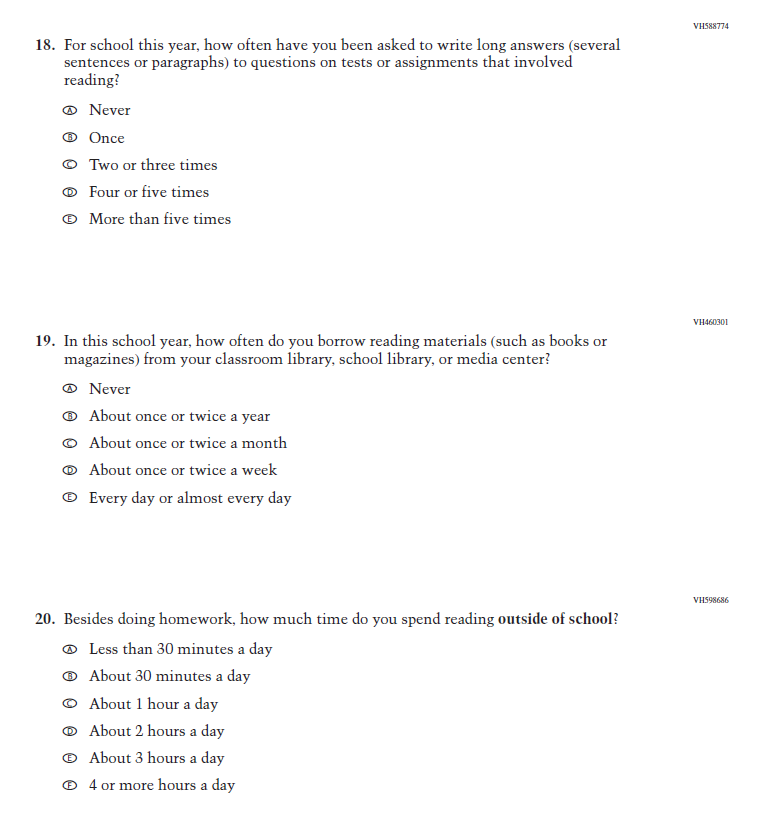 VH588774
18. For school this year, how often have you been asked to write long answers (several
sentences or paragraphs) to questions on tests or assignments that involved
reading?
Ⓐ Never
Ⓑ Once
Ⓒ Two or three times
Ⓓ Four or five times
Ⓔ More than five times
VH460301
19. In this school year, how often do you borrow reading materials (such as books or
magazines) from your classroom library, school library, or media center?
Ⓐ Never
Ⓑ About once or twice a year
Ⓒ About once or twice a month
Ⓓ About once or twice a week
Ⓔ Every day or almost every day
VH598686
20. Besides doing homework, how much time do you spend reading outside of school?
Ⓐ Less than 30 minutes a day
Ⓑ About 30 minutes a day
Ⓒ About 1 hour a day
Ⓓ About 2 hours a day
Ⓔ About 3 hours a day
Ⓕ 4 or more hours a day